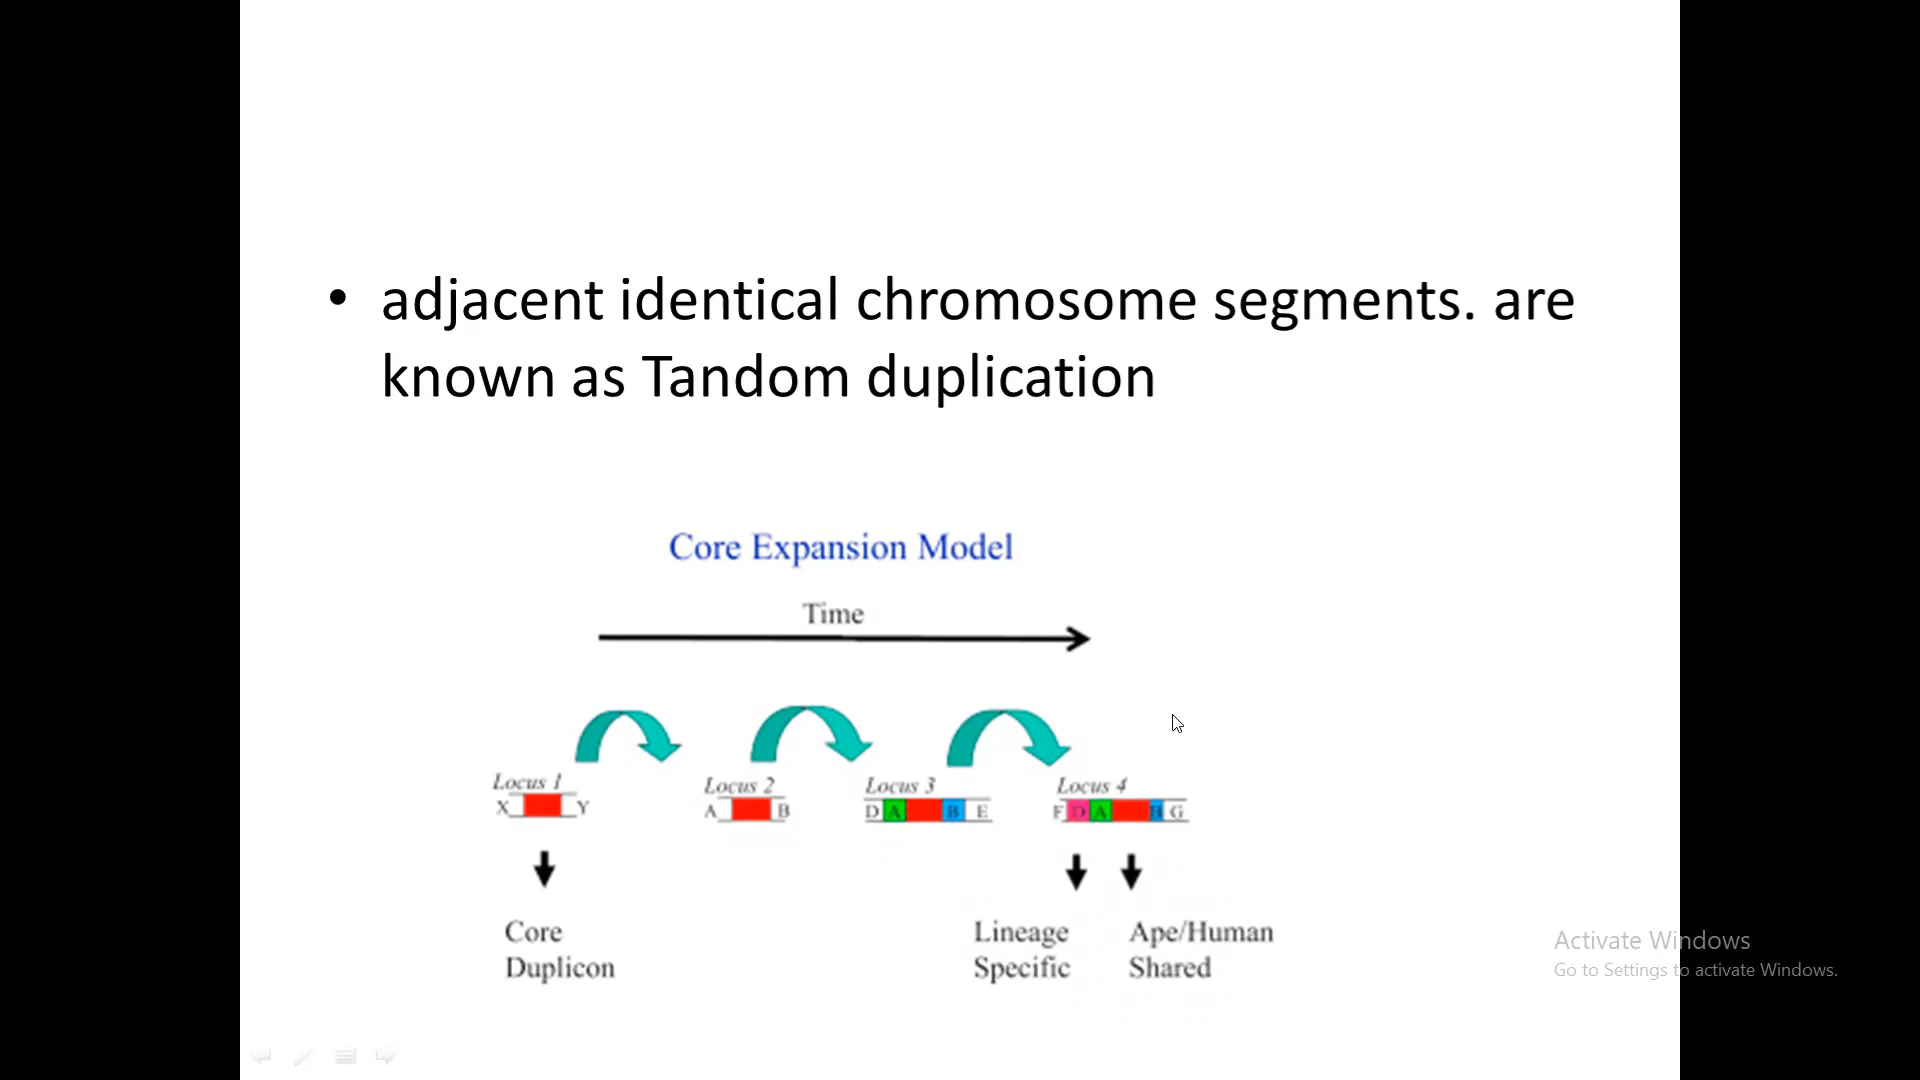 • adjacent identical chromosome segments. are
known as Tandom duplication
Core Expansion Model
Time
Locus 1
X Y
Locus 2
A B
Locus 3
D A B E
Locus 4
F D A B G
Core
Duplicon
Lineage
Specific
Ape/Human
Shared
Activate Windows
Go to Settings to activate Windows.